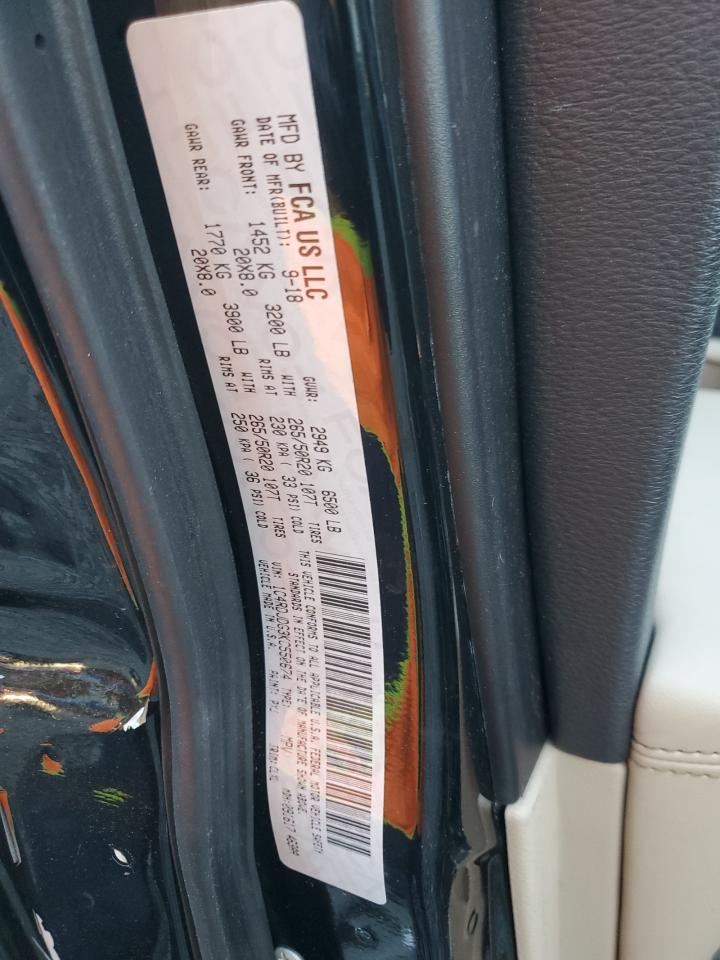 MFD BY FCA US LLC
DATE OF MFR(BUILT): 9-18 GVWR: 2949 KG 6500 LB
GAWR FRONT: 1452 KG 3200 LB WITH 265/50R20 107T TIRES
20X8.0 RIMS AT 230 KPA ( 33 PSI) COLD
GAWR REAR: 1770 KG 3900 LB WITH 265/50R20 107T TIRES
20X8.0 RIMS AT 250 KPA ( 36 PSI) COLD
THIS VEHICLE CONFORMS TO ALL APPLICABLE U.S.A. FEDERAL MOTOR VEHICLE SAFETY
STANDARDS IN EFFECT ON THE DATE OF MANUFACTURE SHOWN ABOVE.
VIN: TYPE: MPV
VEHICLE MADE IN U.S.A. PAINT: